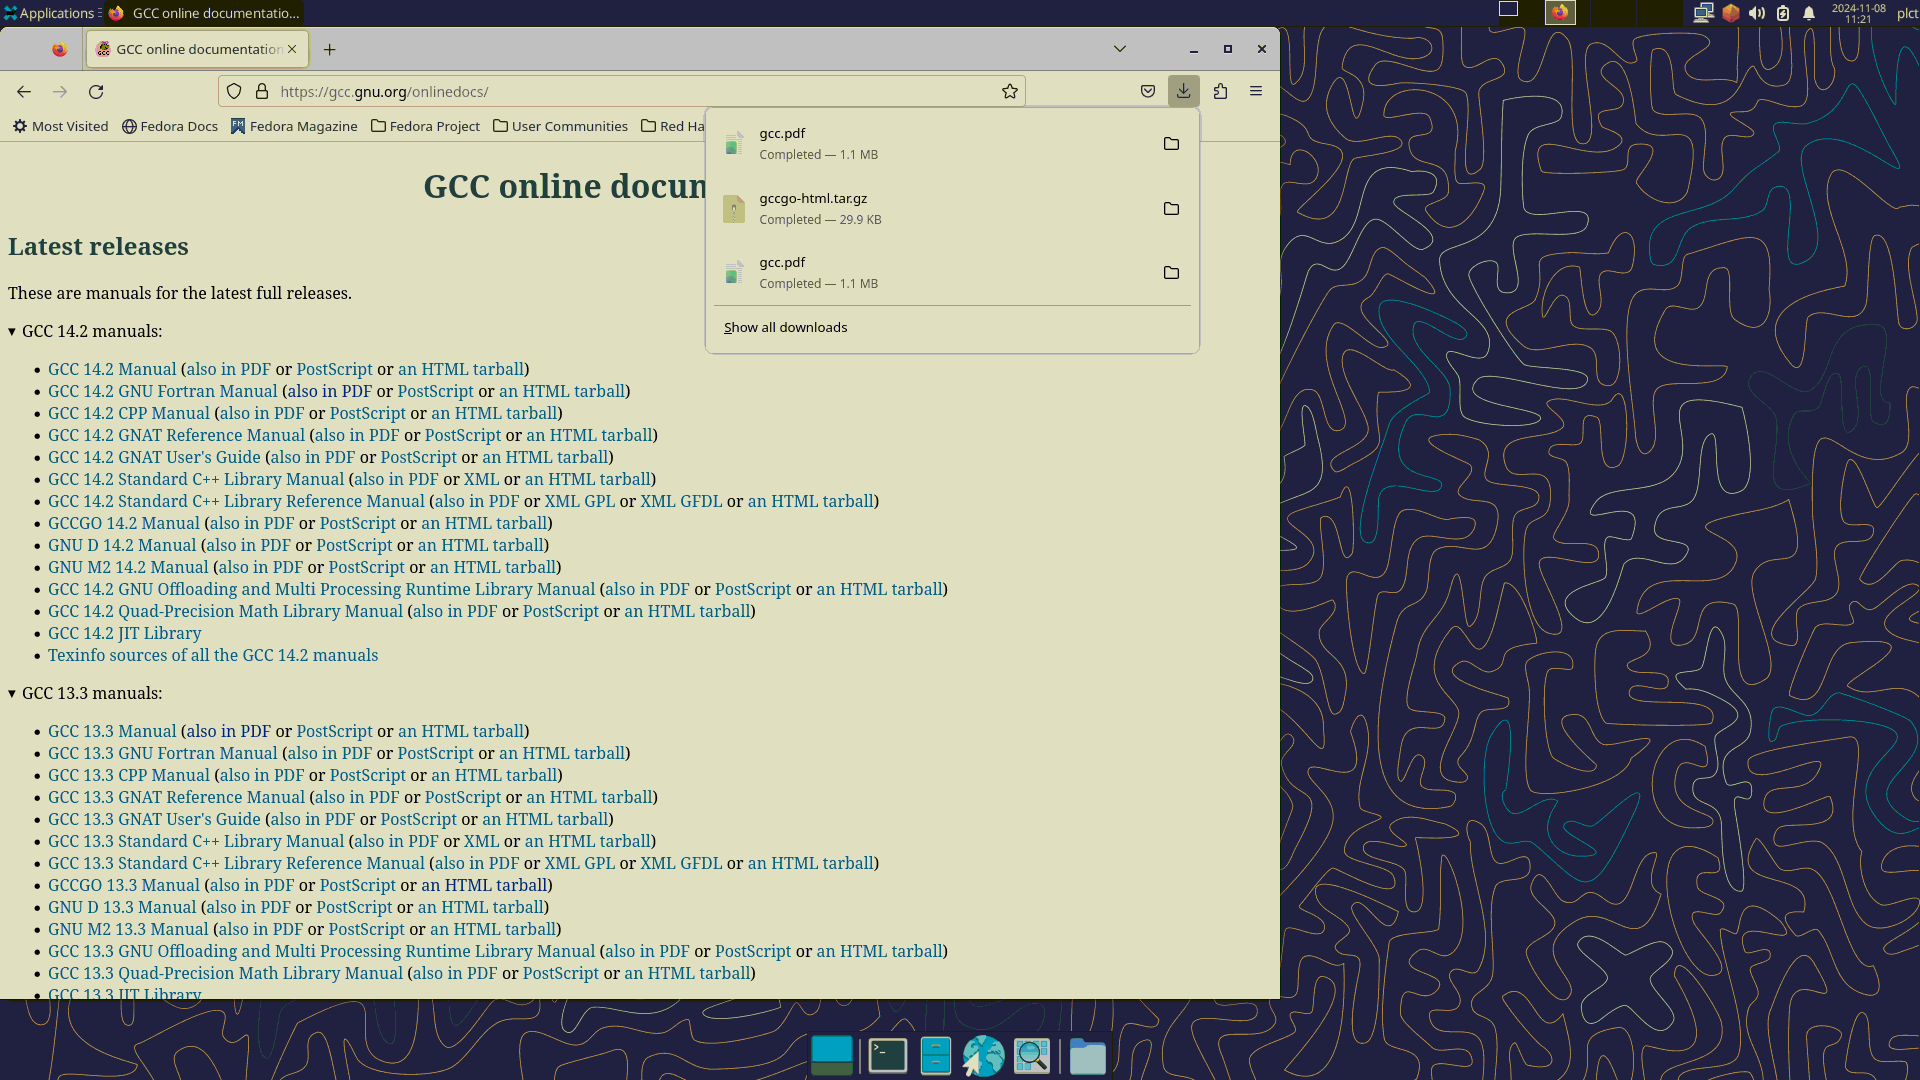 Applications
GCC online documentatio...
2024-11-08
11:21
plct
GCC online documentation
https://gcc.gnu.org/onlinedocs/
Most Visited
Fedora Docs
Fedora Magazine
Fedora Project
User Communities
Red Ha
gcc.pdf
Completed — 1.1 MB
gccgo-html.tar.gz
Completed — 29.9 KB
gcc.pdf
Completed — 1.1 MB
Show all downloads
GCC online docum
Latest releases
These are manuals for the latest full releases.
GCC 14.2 manuals:
GCC 14.2 Manual (also in PDF or PostScript or an HTML tarball)
GCC 14.2 GNU Fortran Manual (also in PDF or PostScript or an HTML tarball)
GCC 14.2 CPP Manual (also in PDF or PostScript or an HTML tarball)
GCC 14.2 GNAT Reference Manual (also in PDF or PostScript or an HTML tarball)
GCC 14.2 GNAT User's Guide (also in PDF or PostScript or an HTML tarball)
GCC 14.2 Standard C++ Library Manual (also in PDF or XML or an HTML tarball)
GCC 14.2 Standard C++ Library Reference Manual (also in PDF or XML GPL or XML GFDL or an HTML tarball)
GCCGO 14.2 Manual (also in PDF or PostScript or an HTML tarball)
GNU D 14.2 Manual (also in PDF or PostScript or an HTML tarball)
GNU M2 14.2 Manual (also in PDF or PostScript or an HTML tarball)
GCC 14.2 GNU Offloading and Multi Processing Runtime Library Manual (also in PDF or PostScript or an HTML tarball)
GCC 14.2 Quad-Precision Math Library Manual (also in PDF or PostScript or an HTML tarball)
GCC 14.2 JIT Library
Texinfo sources of all the GCC 14.2 manuals
GCC 13.3 manuals:
GCC 13.3 Manual (also in PDF or PostScript or an HTML tarball)
GCC 13.3 GNU Fortran Manual (also in PDF or PostScript or an HTML tarball)
GCC 13.3 CPP Manual (also in PDF or PostScript or an HTML tarball)
GCC 13.3 GNAT Reference Manual (also in PDF or PostScript or an HTML tarball)
GCC 13.3 GNAT User's Guide (also in PDF or PostScript or an HTML tarball)
GCC 13.3 Standard C++ Library Manual (also in PDF or XML or an HTML tarball)
GCC 13.3 Standard C++ Library Reference Manual (also in PDF or XML GPL or XML GFDL or an HTML tarball)
GCCGO 13.3 Manual (also in PDF or PostScript or an HTML tarball)
GNU D 13.3 Manual (also in PDF or PostScript or an HTML tarball)
GNU M2 13.3 Manual (also in PDF or PostScript or an HTML tarball)
GCC 13.3 GNU Offloading and Multi Processing Runtime Library Manual (also in PDF or PostScript or an HTML tarball)
GCC 13.3 Quad-Precision Math Library Manual (also in PDF or PostScript or an HTML tarball)
GCC 13.3 JIT Library